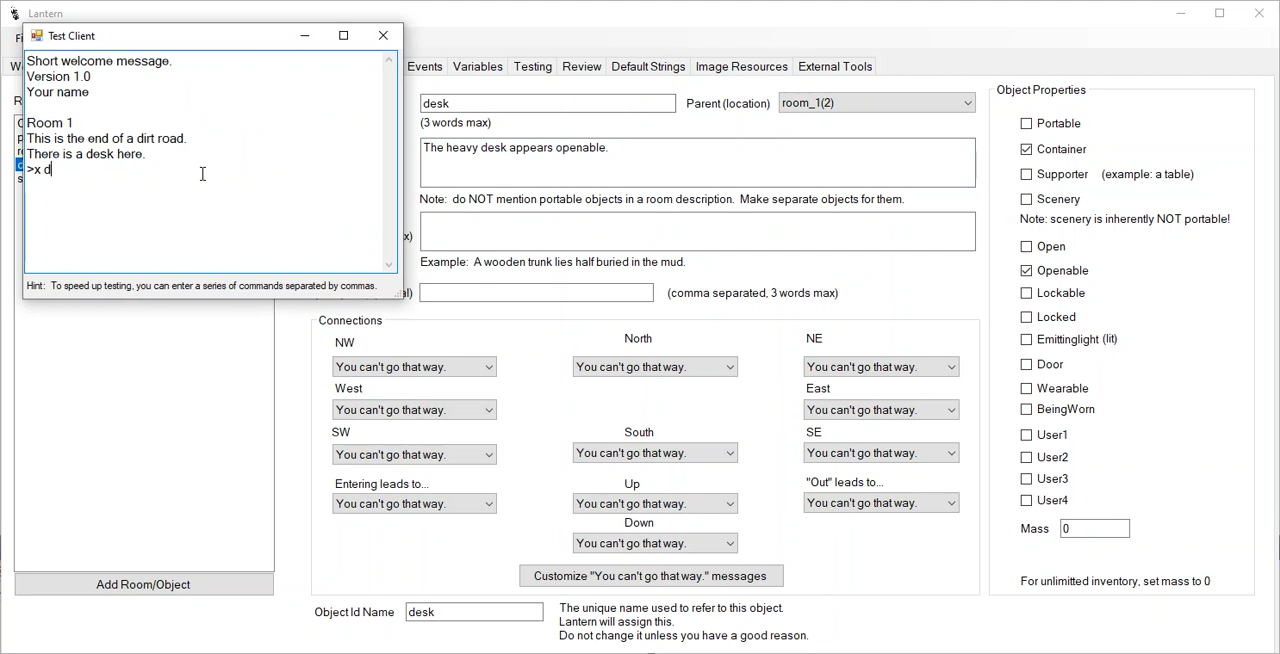 Lantern
Test Client
Short welcome message.
Version 1.0
Your name
Room 1
This is the end of a dirt road.
There is a desk here.
>x d
Hint: To speed up testing, you can enter a series of commands separated by commas.
Events
Variables
Testing
Review
Default Strings
Image Resources
External Tools
desk
Parent (location)
room_1(2)
(3 words max)
The heavy desk appears openable.
Note: do NOT mention portable objects in a room description. Make separate objects for them.
Example: A wooden trunk lies half buried in the mud.
(comma separated, 3 words max)
Connections
NW
North
NE
You can't go that way.
You can't go that way.
You can't go that way.
West
East
You can't go that way.
You can't go that way.
SW
South
SE
You can't go that way.
You can't go that way.
You can't go that way.
Entering leads to...
Up
"Out" leads to...
You can't go that way.
You can't go that way.
You can't go that way.
Down
You can't go that way.
Customize "You can't go that way." messages
Add Room/Object
Object Id Name
desk
The unique name used to refer to this object.
Lantern will assign this.
Do not change it unless you have a good reason.
Object Properties
Portable
Container
Supporter (example: a table)
Scenery
Note: scenery is inherently NOT portable!
Open
Openable
Lockable
Locked
Emittinglight (lit)
Door
Wearable
BeingWorn
User1
User2
User3
User4
Mass
0
For unlimitted inventory, set mass to 0